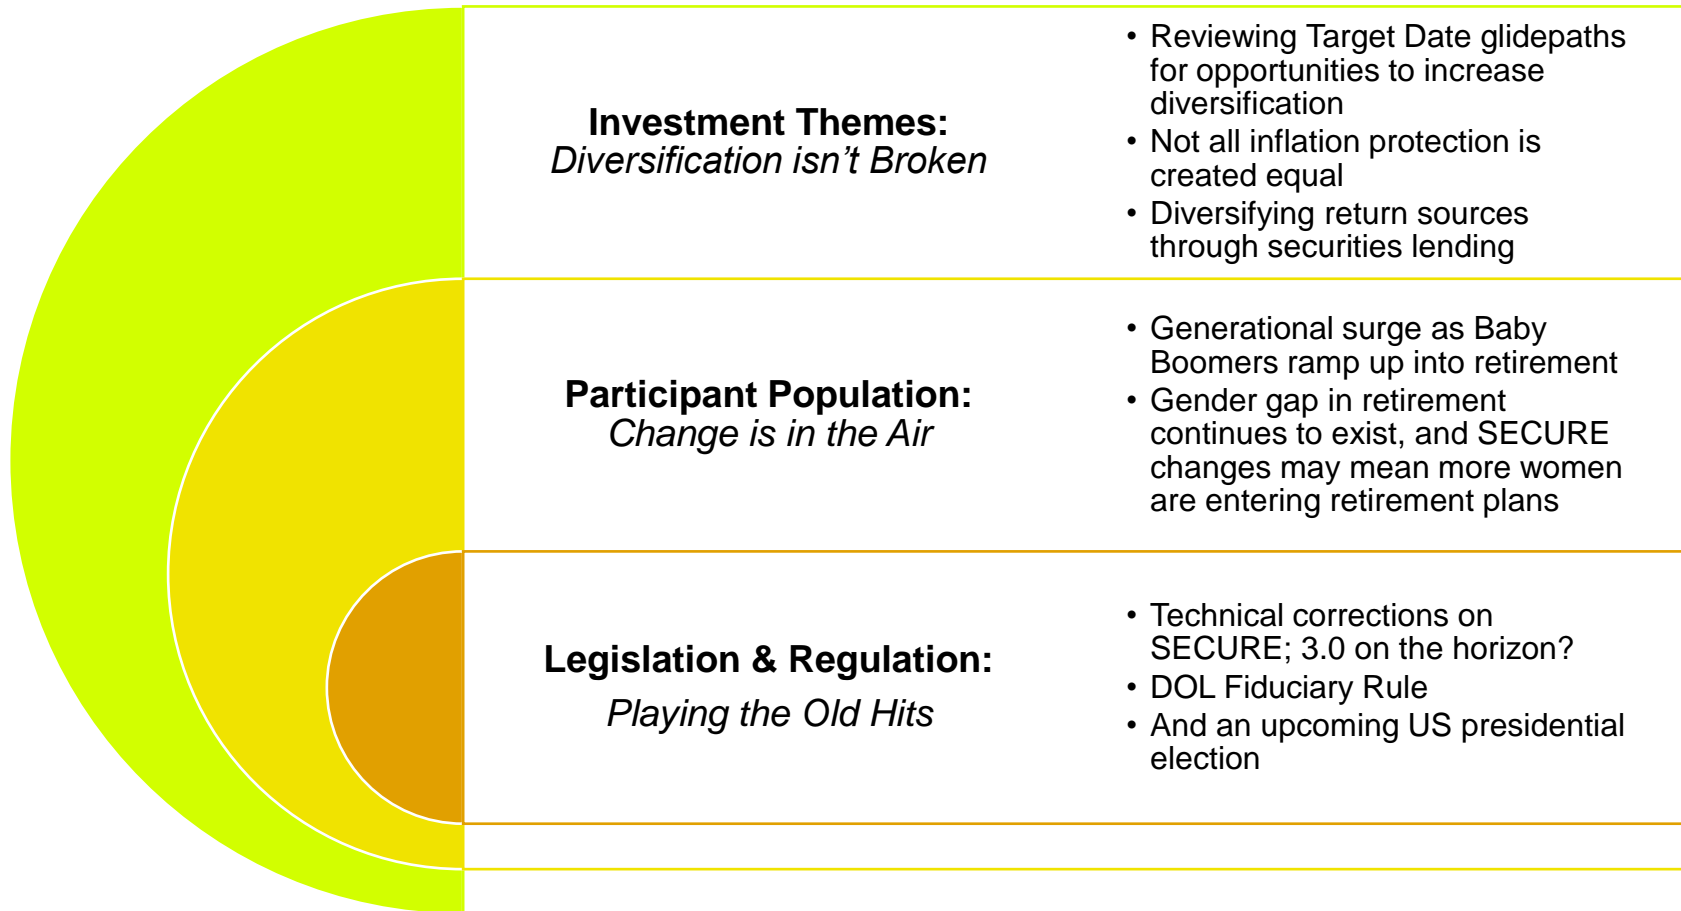 Investment Themes:
Diversification isn’t Broken
• Reviewing Target Date glidepaths
for opportunities to increase
diversification
• Not all inflation protection is
created equal
• Diversifying return sources
through securities lending
Participant Population:
Change is in the Air
• Generational surge as Baby
Boomers ramp up into retirement
• Gender gap in retirement
continues to exist, and SECURE
changes may mean more women
are entering retirement plans
Legislation & Regulation:
Playing the Old Hits
• Technical corrections on
SECURE; 3.0 on the horizon?
• DOL Fiduciary Rule
• And an upcoming US presidential
election